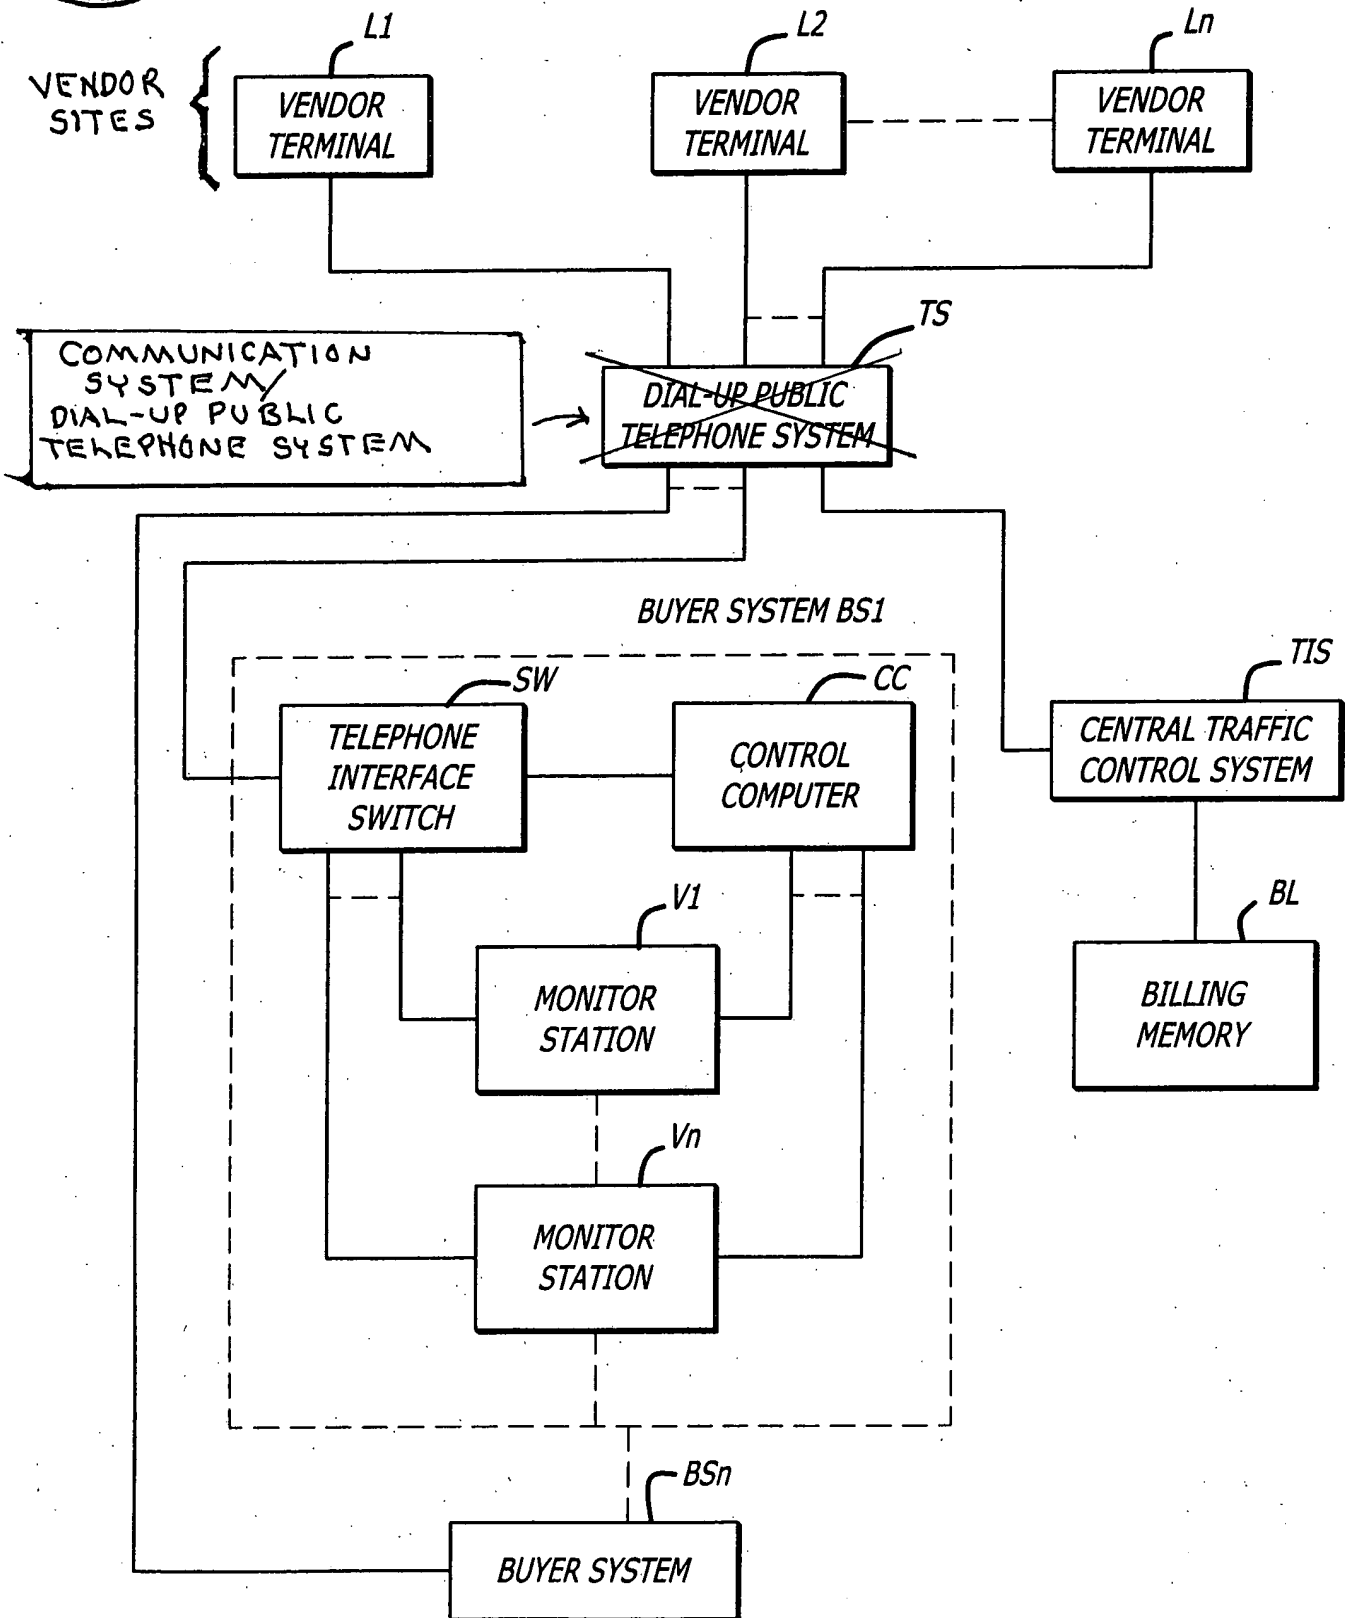 L1
L2
Ln
VENDOR
SITES
VENDOR
TERMINAL
VENDOR
TERMINAL
VENDOR
TERMINAL
TS
COMMUNICATION
SYSTEM/
DIAL-UP PUBLIC
TELEPHONE SYSTEM
DIAL-UP PUBLIC
TELEPHONE SYSTEM
BUYER SYSTEM BS1
SW
CC
TIS
TELEPHONE
INTERFACE
SWITCH
CONTROL
COMPUTER
CENTRAL TRAFFIC
CONTROL SYSTEM
V1
BL
MONITOR
STATION
BILLING
MEMORY
Vn
MONITOR
STATION
BSn
BUYER SYSTEM